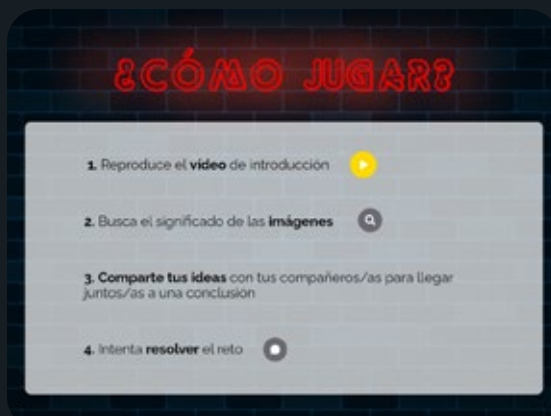 ¿CÓMO JUGAR?
1. Reproduce el vídeo de introducción
2. Busca el significado de las imágenes
3. Comparte tus ideas con tus compañeros/as para llegar
juntos/as a una conclusión
4. Intenta resolver el reto